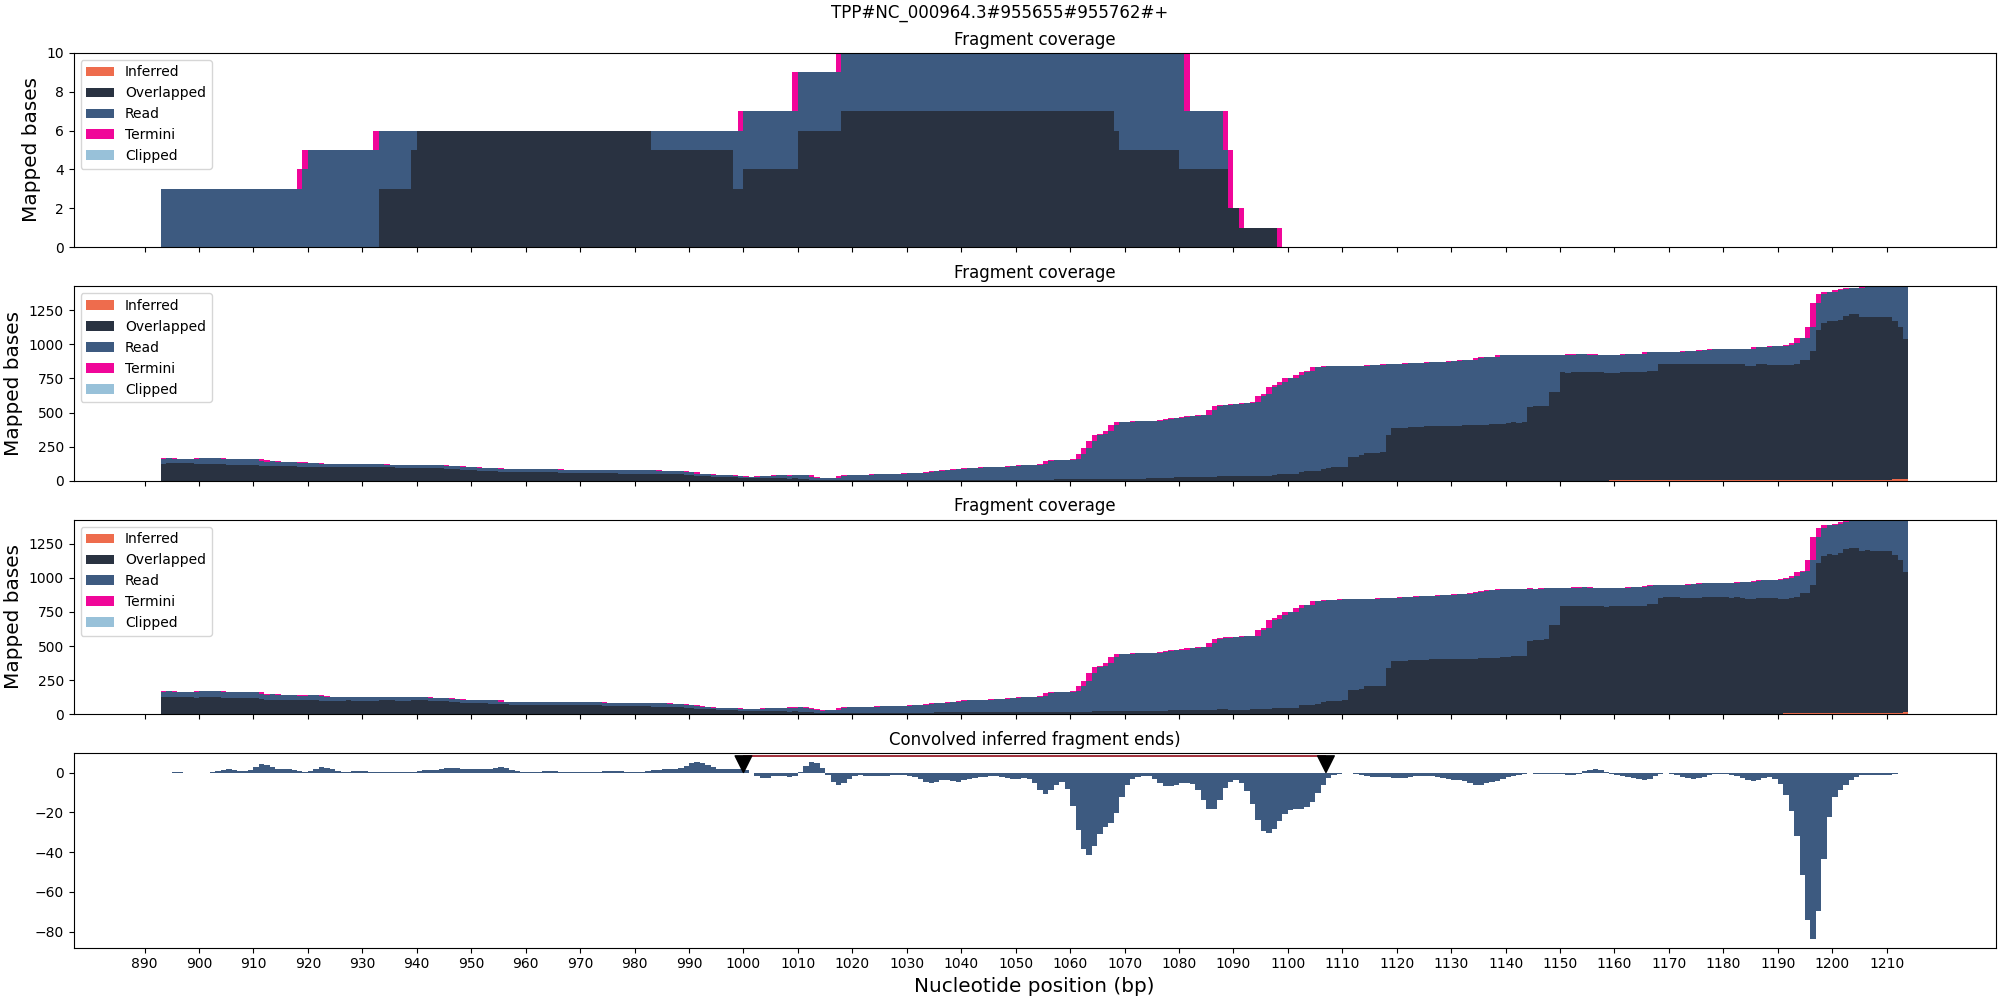 TPP#NC_000964.3#955655#955762#+
Fragment coverage
Mapped bases
10
8
6
4
2
0
Inferred
Overlapped
Read
Termini
Clipped
Fragment coverage
Mapped bases
1250
1000
750
500
250
0
Inferred
Overlapped
Read
Termini
Clipped
Fragment coverage
Mapped bases
1250
1000
750
500
250
0
Inferred
Overlapped
Read
Termini
Clipped
Convolved inferred fragment ends)
0
−20
−40
−60
−80
890 900 910 920 930 940 950 960 970 980 990 1000 1010 1020 1030 1040 1050 1060 1070 1080 1090 1100 1110 1120 1130 1140 1150 1160 1170 1180 1190 1200 1210
Nucleotide position (bp)